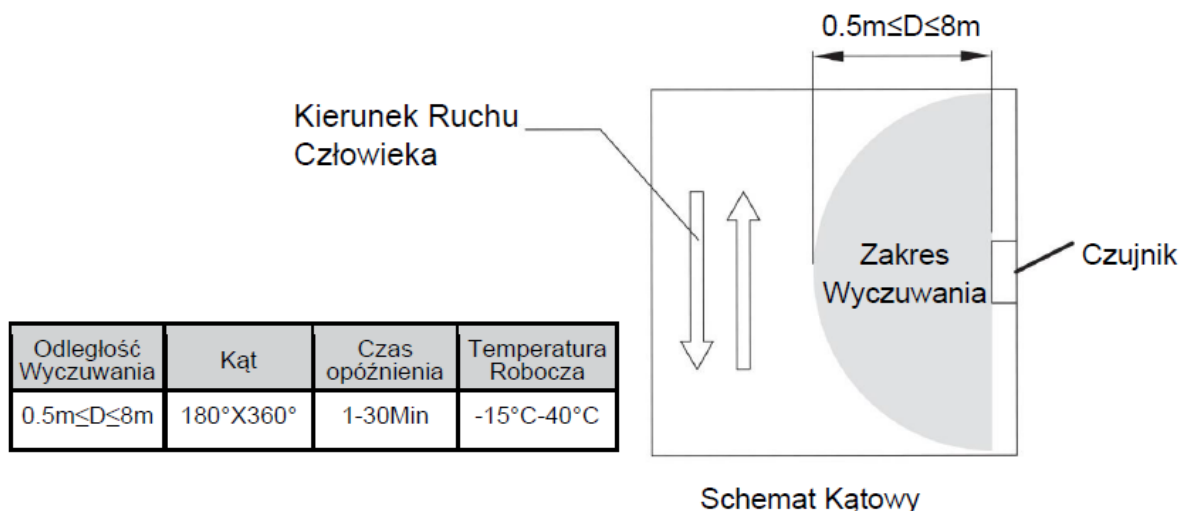 0.5m≤D≤8m
Kierunek Ruchu
Człowieka
Zakres
Wyczuwania
Czujnik
Odległość
Wyczuwania
Kąt
Czas
opóźnienia
Temperatura
Robocza
0.5m≤D≤8m
180°X360°
1-30Min
-15°C-40°C
Schemat Kątowy